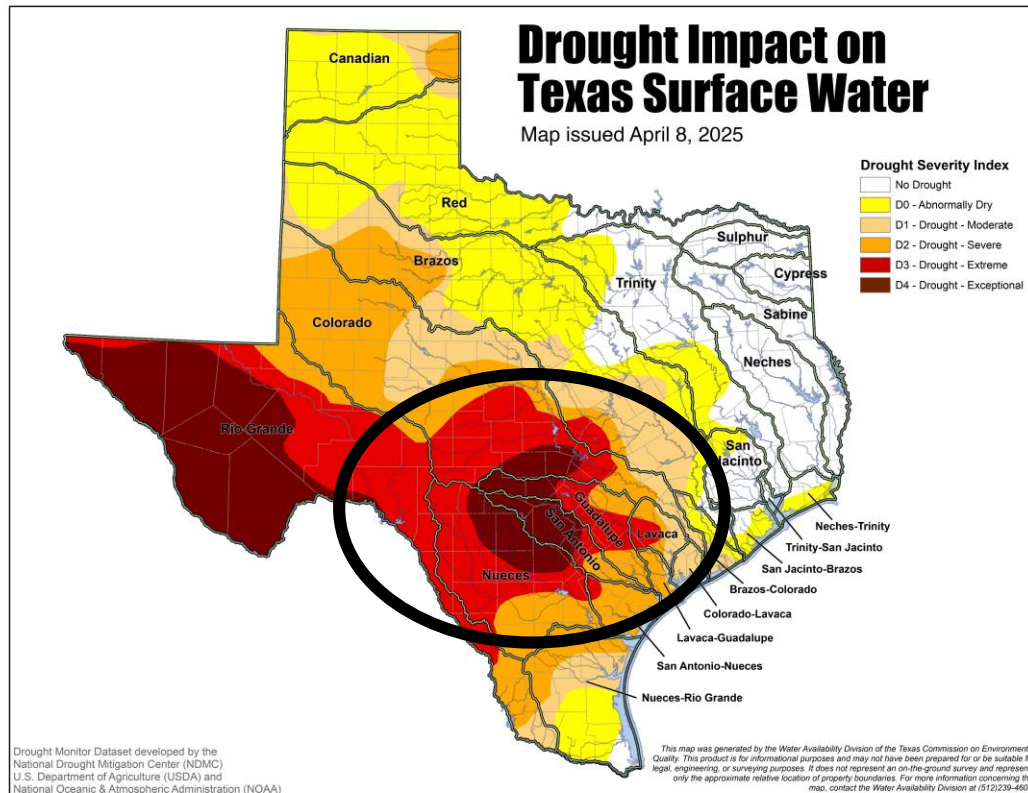 Drought Impact on
Texas Surface Water
Map issued April 8, 2025
Drought Severity Index
No Drought
D0 - Abnormally Dry
D1 - Drought - Moderate
D2 - Drought - Severe
D3 - Drought - Extreme
D4 - Drought - Exceptional
Canadian
Red
Sulphur
Brazos
Cypress
Trinity
Sabine
Colorado
Neches
Rio Grande
San
Jacinto
Guadalupe
San Antonio
Lavaca
Nueces
Neches-Trinity
Trinity-San Jacinto
San Jacinto-Brazos
Brazos-Colorado
Colorado-Lavaca
Lavaca-Guadalupe
San Antonio-Nueces
Nueces-Rio Grande
Drought Monitor Dataset developed by the
National Drought Mitigation Center (NDMC)
U.S. Department of Agriculture (USDA) and
National Oceanic & Atmospheric Administration (NOAA)
This map was generated by the Water Availability Division of the Texas Commission on
Quality. This product is for informational purposes and may not have been prepared for or be suitable
legal, engineering, or surveying purposes. It does not represent an on-the-ground survey and
only the approximate relative location of property boundaries. For more information concerning
map, contact the Water Availability Division at